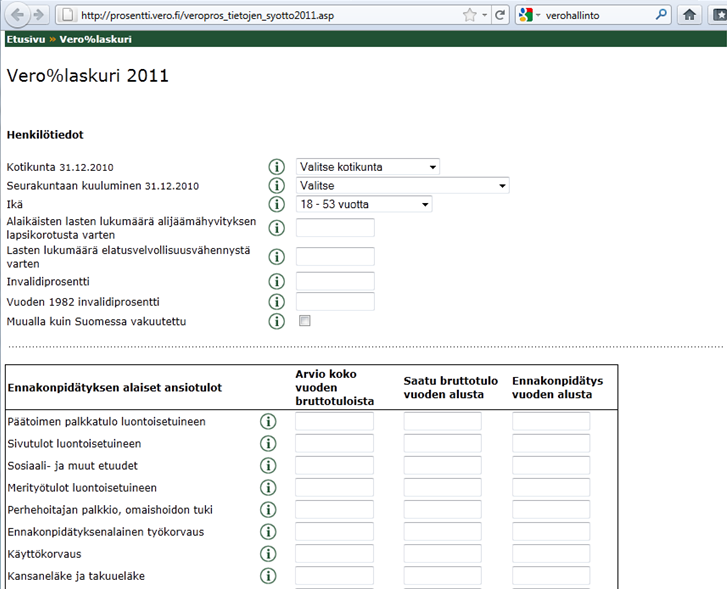 http://prosentti.vero.fi/veropros_tietojen_syotto2011.asp
verohallinto
Etusivu » Vero%laskuri
Vero%laskuri 2011
Henkilötiedot
Kotikunta 31.12.2010 Valitse kotikunta
Seurakuntaan kuuluminen 31.12.2010 Valitse
Ikä 18 - 53 vuotta
Alaikäisten lasten lukumäärä alijäämähyvityksen
lapsikorotusta varten
Lasten lukumäärä elatusvelvollisuusvähennystä
varten
Invalidiprosentti
Vuoden 1982 invalidiprosentti
Muualla kuin Suomessa vakuutettu
Ennakonpidätyksen alaiset ansiotulot
Arvio koko
vuoden
bruttotuloista
Saatu bruttotulo
vuoden alusta
Ennakonpidätys
vuoden alusta
Päätoimen palkkatulo luontoisetuineen
Sivutulot luontoisetuineen
Sosiaali- ja muut etuudet
Merityötulot luontoisetuineen
Perhehoitajan palkkio, omaishoidon tuki
Ennakonpidätyksenalainen työkorvaus
Käyttökorvaus
Kansaneläke ja takuueläke